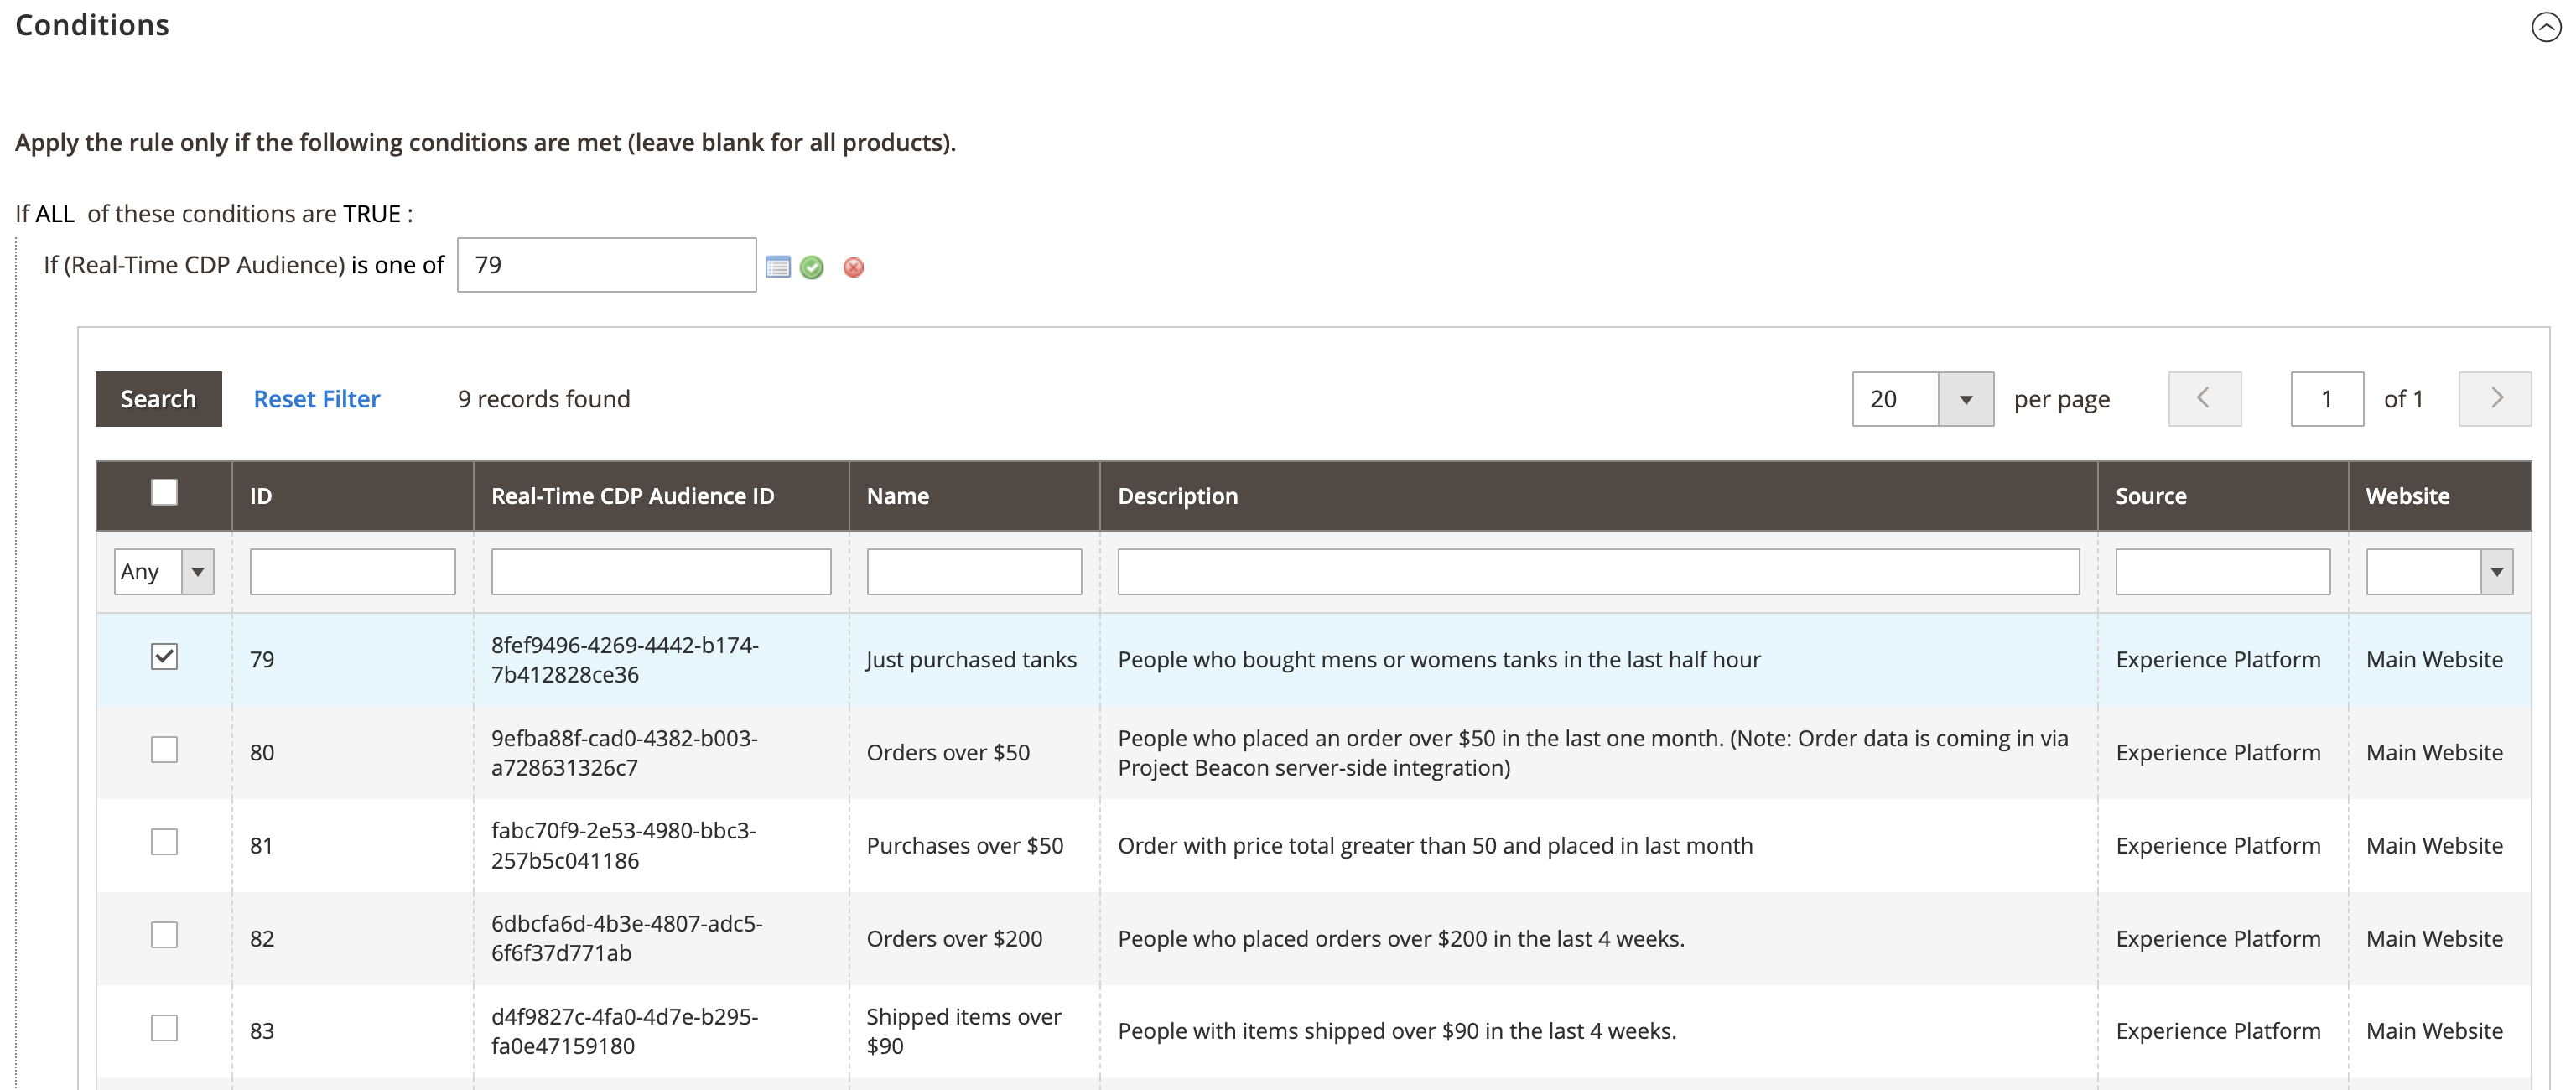 Conditions
Apply the rule only if the following conditions are met (leave blank for all products).
If ALL of these conditions are TRUE :
If (Real-Time CDP Audience) is one of 79
Search Reset Filter 9 records found 20 per page 1 of 1
ID Real-Time CDP Audience ID Name Description Source Website
Any
79 8fef9496-4269-4442-b174-7b412828ce36 Just purchased tanks People who bought mens or womens tanks in the last half hour Experience Platform Main Website
80 9efba88f-cad0-4382-b003-a728631326c7 Orders over $50 People who placed an order over $50 in the last one month. (Note: Order data is coming in via Project Beacon server-side integration) Experience Platform Main Website
81 fabc70f9-2e53-4980-bbc3-257b5c041186 Purchases over $50 Order with price total greater than 50 and placed in last month Experience Platform Main Website
82 6dbcfa6d-4b3e-4807-adc5-6f6f37d771ab Orders over $200 People who placed orders over $200 in the last 4 weeks. Experience Platform Main Website
83 d4f9827c-4fa0-4d7e-b295-fa0e47159180 Shipped items over $90 People with items shipped over $90 in the last 4 weeks. Experience Platform Main Website